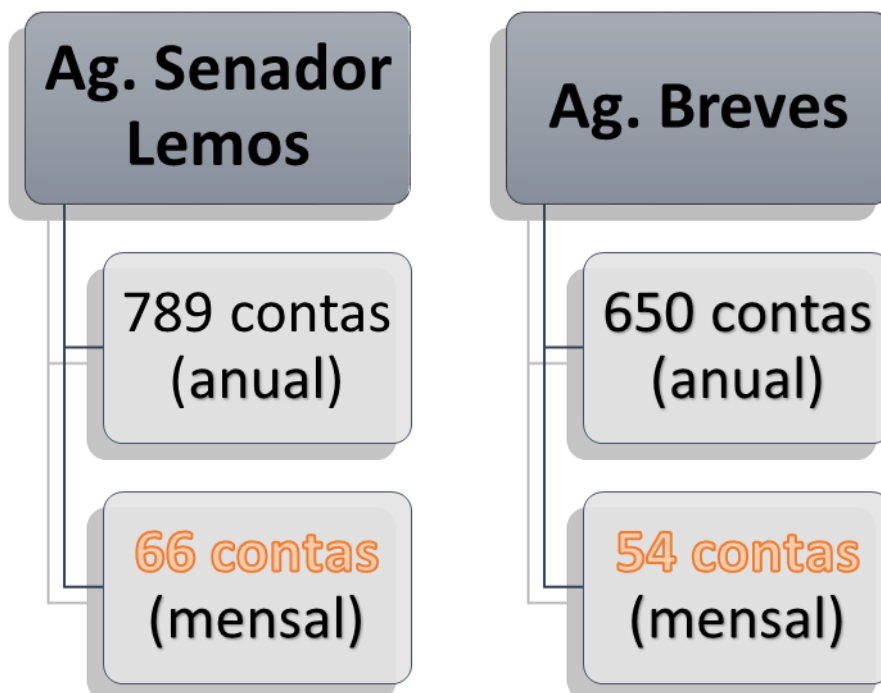 Ag. Senador
Lemos
789 contas
(anual)
66 contas
(mensal)
Ag. Breves
650 contas
(anual)
54 contas
(mensal)